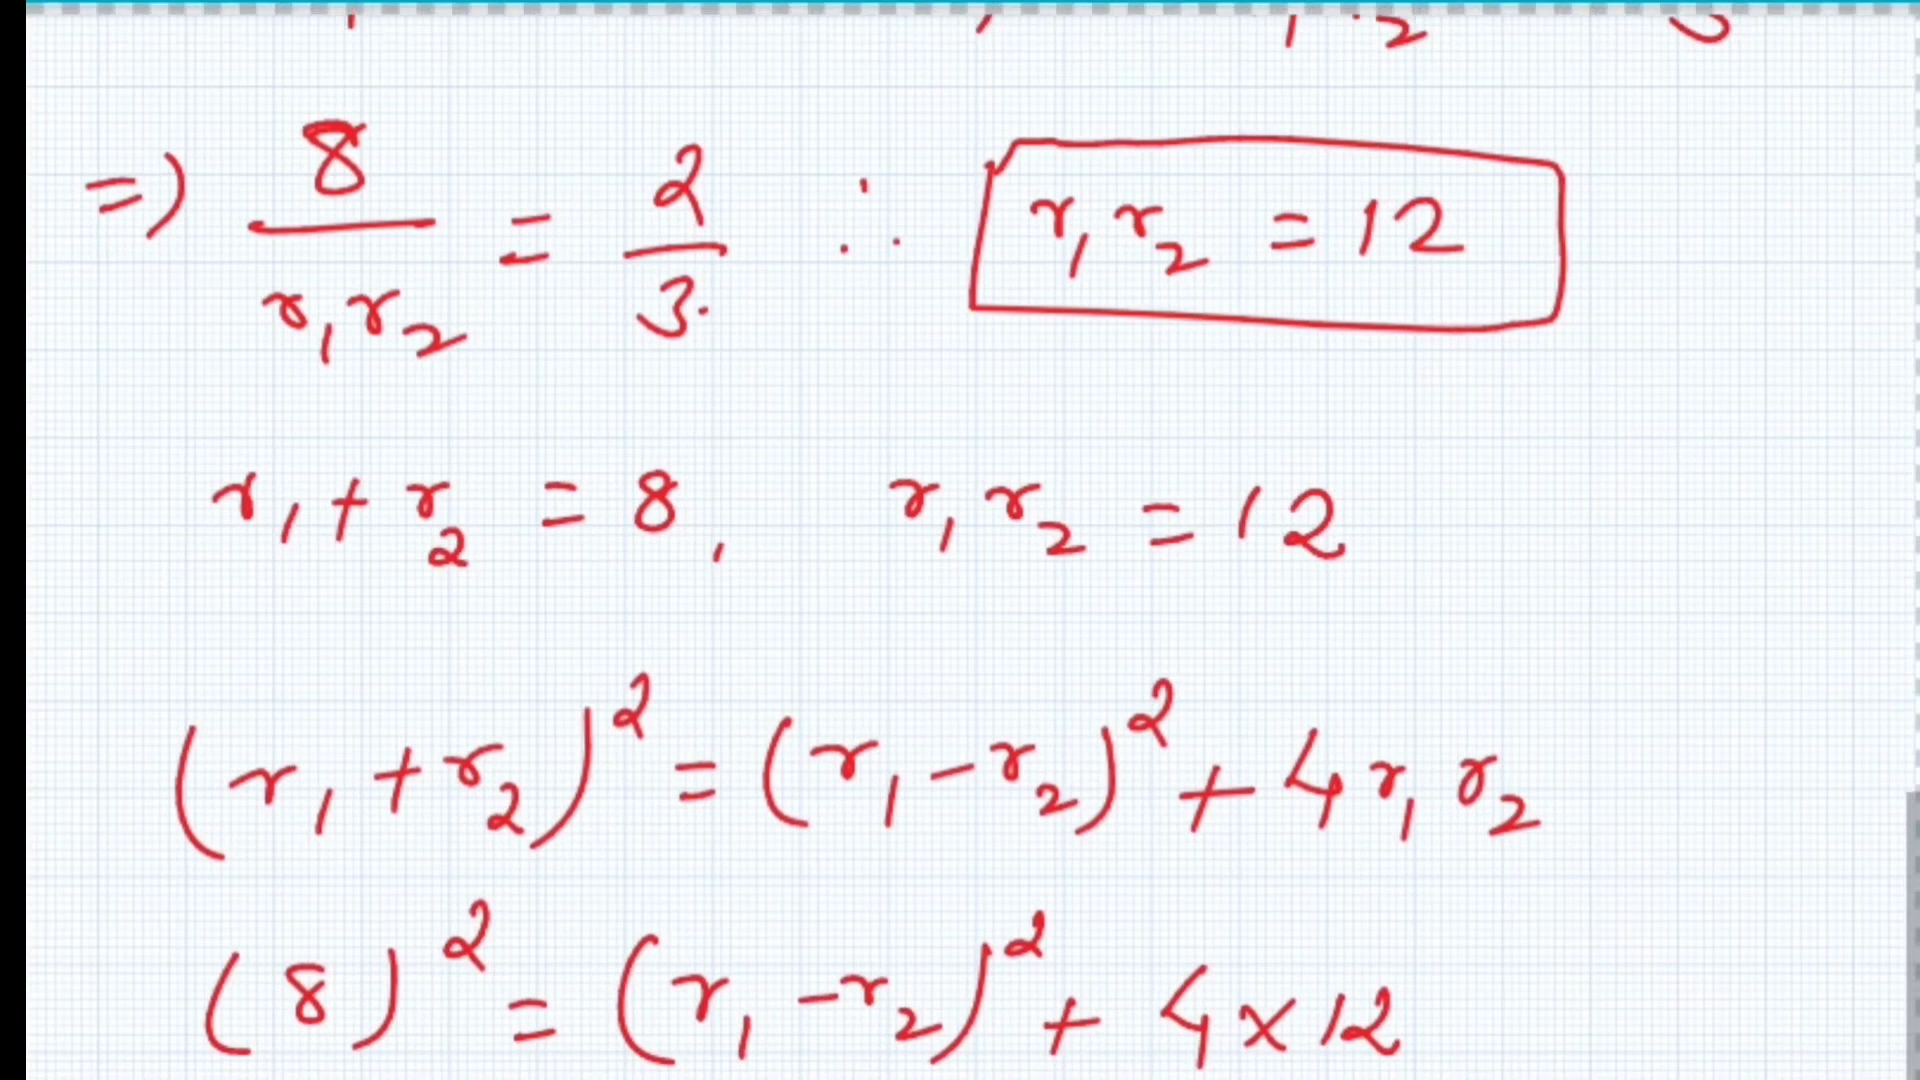 => 8/(r₁r₂) = 2/3 ∴ r₁r₂ = 12
r₁ + r₂ = 8, r₁r₂ = 12
(r₁ + r₂)² = (r₁ - r₂)² + 4r₁r₂
(8)² = (r₁ - r₂)² + 4×12